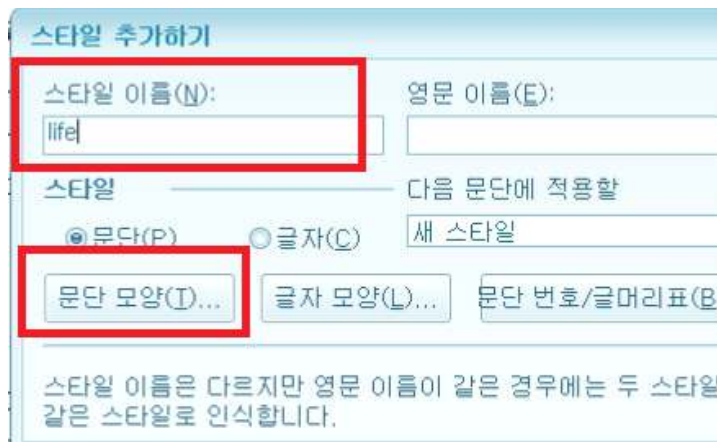 스타일 추가하기
스타일 이름(N): 영문 이름(E):
life
스타일 다음 문단에 적용할
문단(P) 글자(C) 새 스타일
문단 모양(T)... 글자 모양(L)... 문단 번호/글머리표(B
스타일 이름은 다르지만 영문 이름이 같은 경우에는 두 스타일
같은 스타일로 인식합니다.